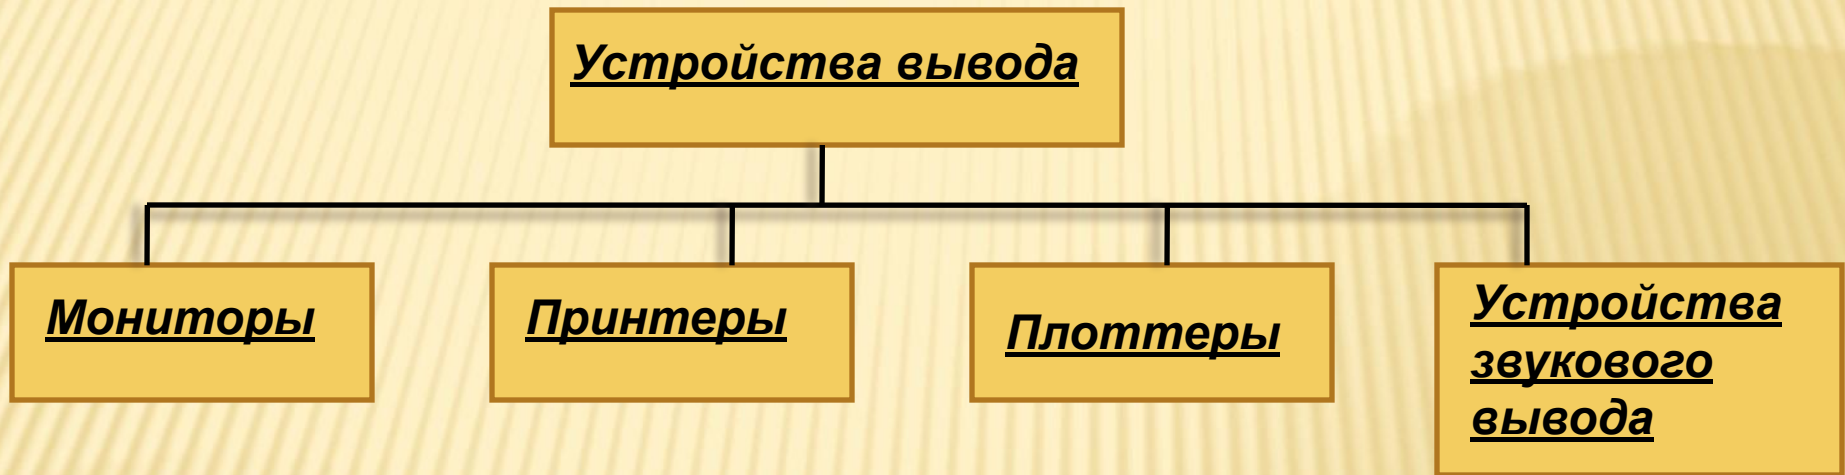 Устройства вывода
Мониторы
Принтеры
Плоттеры
Устройства
звукового
вывода